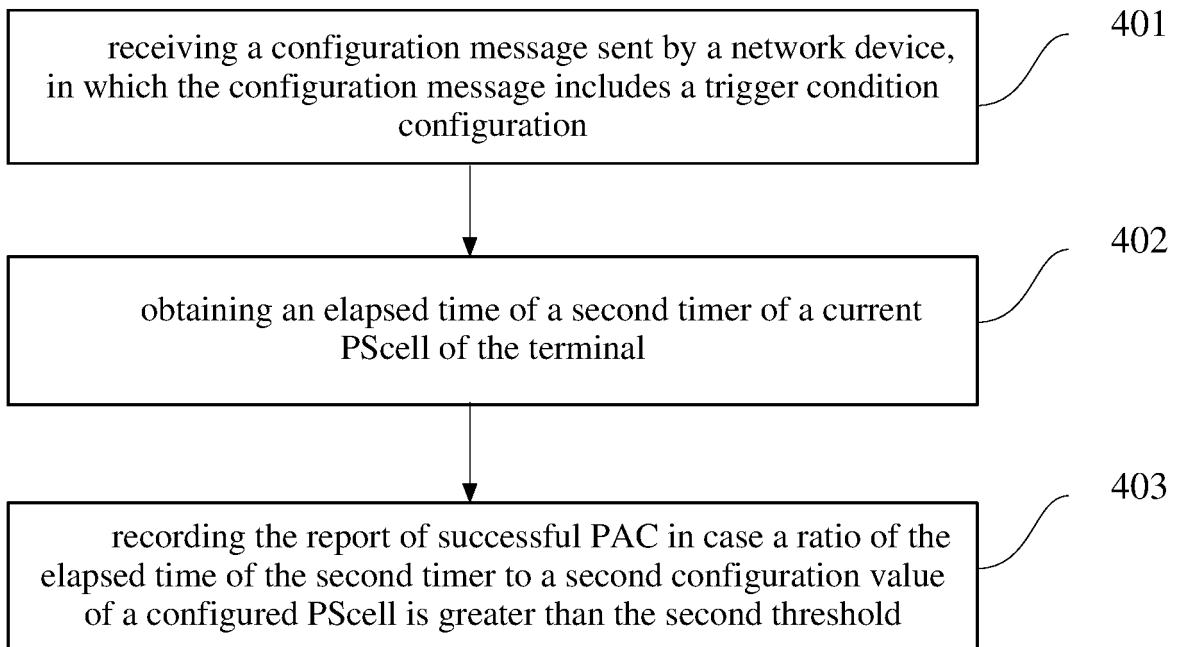 receiving a configuration message sent by a network device,
in which the configuration message includes a trigger condition
configuration
401
obtaining an elapsed time of a second timer of a current
PScell of the terminal
402
recording the report of successful PAC in case a ratio of the
elapsed time of the second timer to a second configuration value
of a configured PScell is greater than the second threshold
403